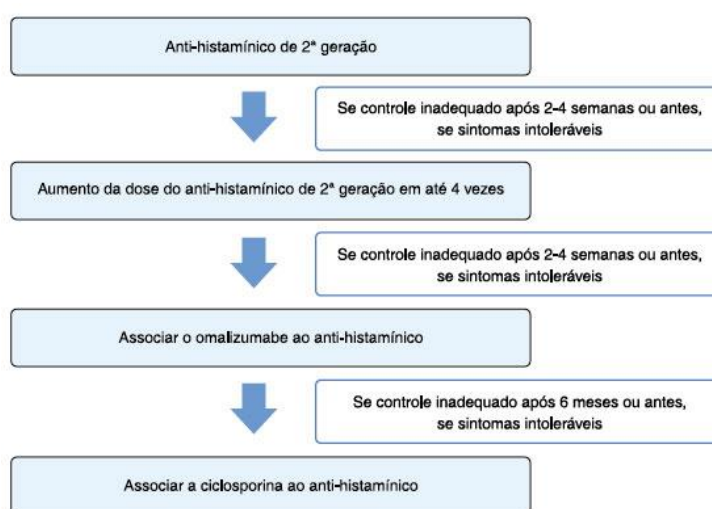 Anti-histamínico de 2ª geração
Se controle inadequado após 2-4 semanas ou antes,
se sintomas intoleráveis
Aumento da dose do anti-histamínico de 2ª geração em até 4 vezes
Se controle inadequado após 2-4 semanas ou antes,
se sintomas intoleráveis
Associar o omalizumabe ao anti-histamínico
Se controle inadequado após 6 meses ou antes,
se sintomas intoleráveis
Associar a ciclosporina ao anti-histamínico